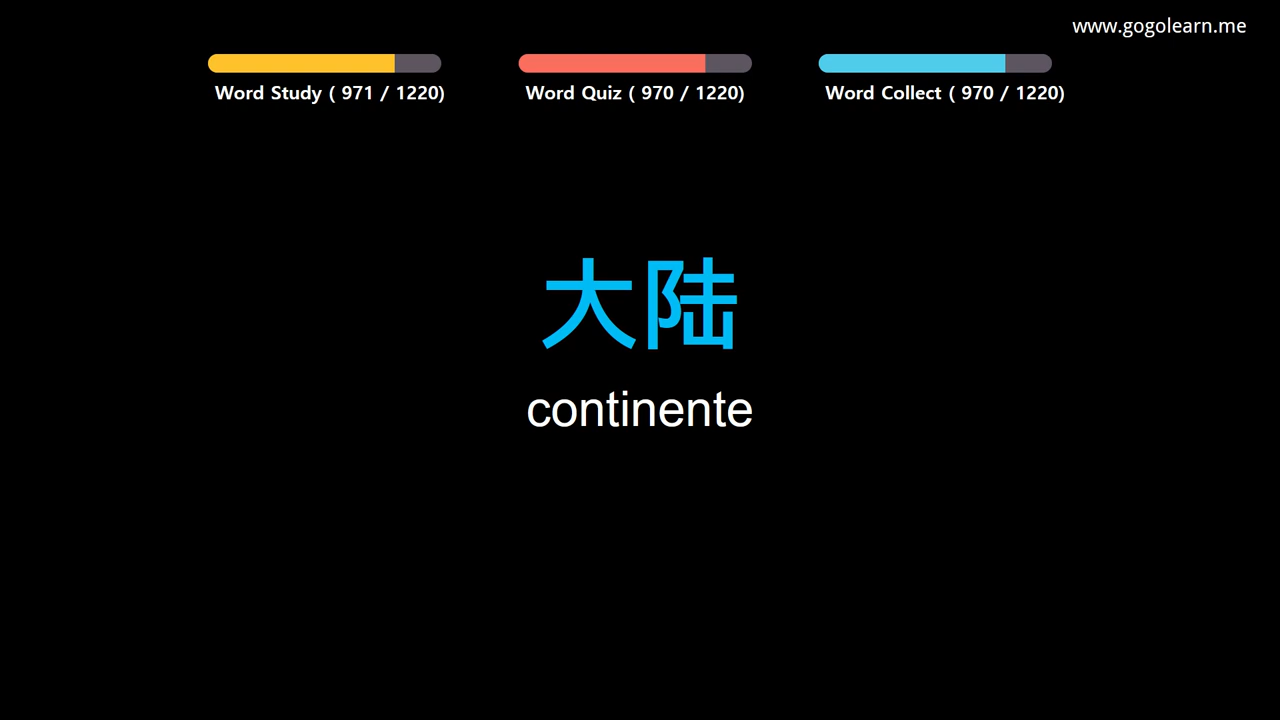 www.gogolearn.me
Word Study ( 971 / 1220)
Word Quiz ( 970 / 1220)
Word Collect ( 970 / 1220)
大陆
continente